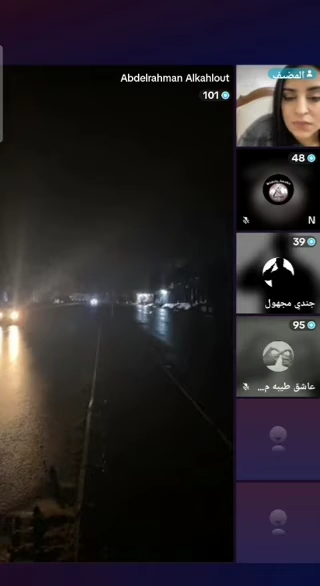 Abdelrahman Alkahlout
101
المضيف
48
N
39
جندي مجهول
95
عاشق طيبه م...